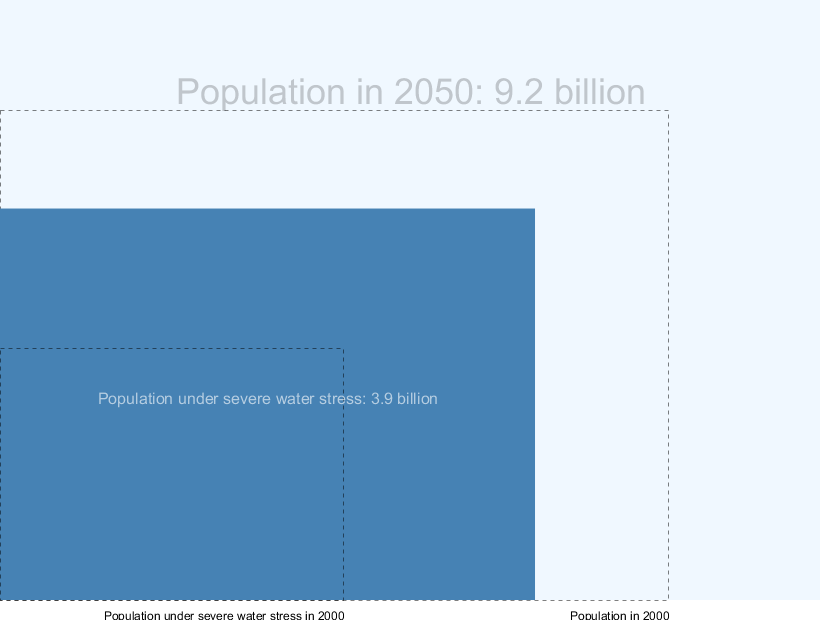 Population in 2050: 9.2 billion
Population under severe water stress: 3.9 billion
Population under severe water stress in 2000
Population in 2000